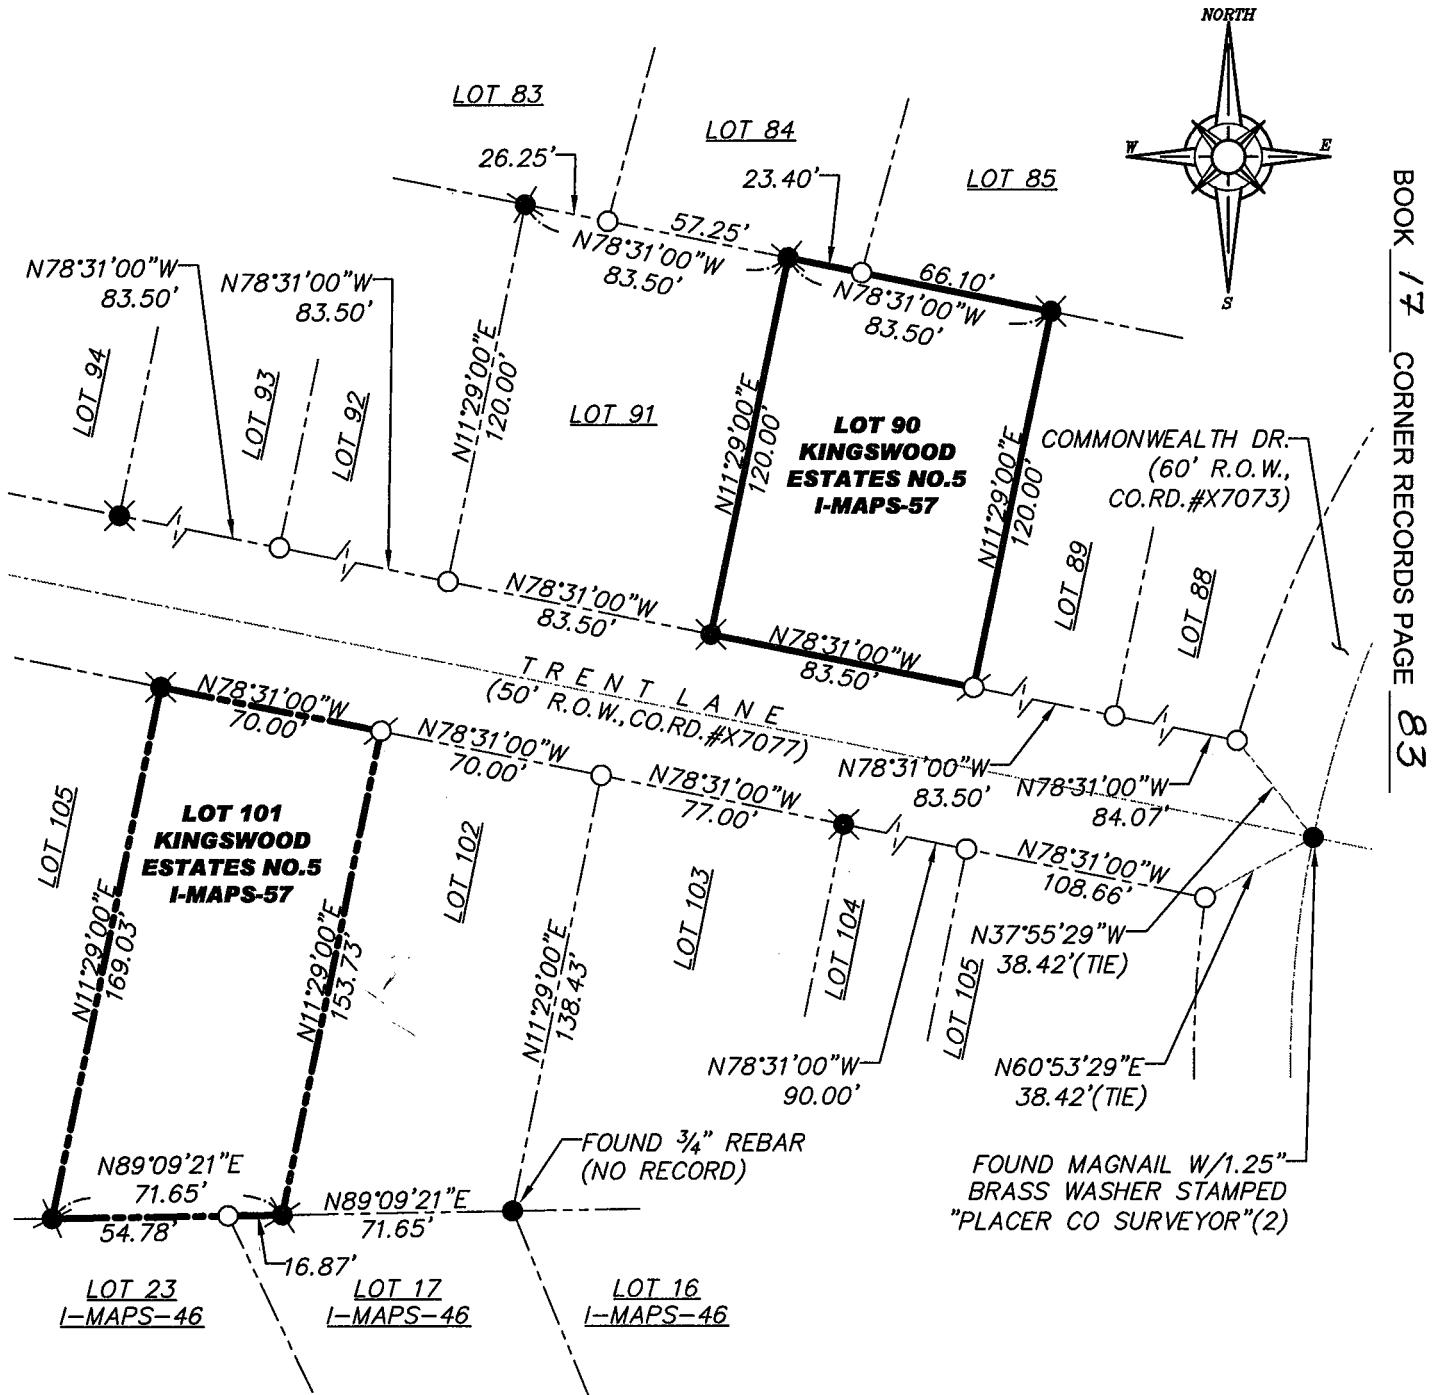 NORTH
W
E
S
BOOK 17 CORNER RECORDS PAGE 83
LOT 83
26.25'
LOT 84
23.40'
LOT 85
57.25'
N78°31'00"W
83.50'
66.10'
N78°31'00"W
83.50'
N78°31'00"W
83.50'
N78°31'00"W
83.50'
LOT 94
LOT 93
LOT 92
N11°29'00"E
120.00'
LOT 91
N11°29'00"E
120.00'
LOT 90
KINGSWOOD
ESTATES NO.5
I-MAPS-57
N11°29'00"E
120.00'
COMMONWEALTH DR.
(60' R.O.W.,
CO.RD.#X7073)
LOT 89
LOT 88
N78°31'00"W
83.50'
N78°31'00"W
83.50'
TRENT LANE
(50' R.O.W.,CO.RD.#X7077)
N78°31'00"W
83.50'
N78°31'00"W
84.07'
N78°31'00"W
70.00'
N78°31'00"W
70.00'
N78°31'00"W
77.00'
N78°31'00"W
108.66'
LOT 105
LOT 101
KINGSWOOD
ESTATES NO.5
I-MAPS-57
LOT 102
LOT 103
LOT 104
LOT 105
N11°29'00"E
169.03'
N11°29'00"E
153.73'
N11°29'00"E
138.43'
N37°55'29"W
38.42'(TIE)
N78°31'00"W
90.00'
N60°53'29"E
38.42'(TIE)
FOUND 3/4" REBAR
(NO RECORD)
FOUND MAGNAIL W/1.25"
BRASS WASHER STAMPED
"PLACER CO SURVEYOR"(2)
N89°09'21"E
71.65'
54.78'
N89°09'21"E
71.65'
16.87'
LOT 23
I-MAPS-46
LOT 17
I-MAPS-46
LOT 16
I-MAPS-46